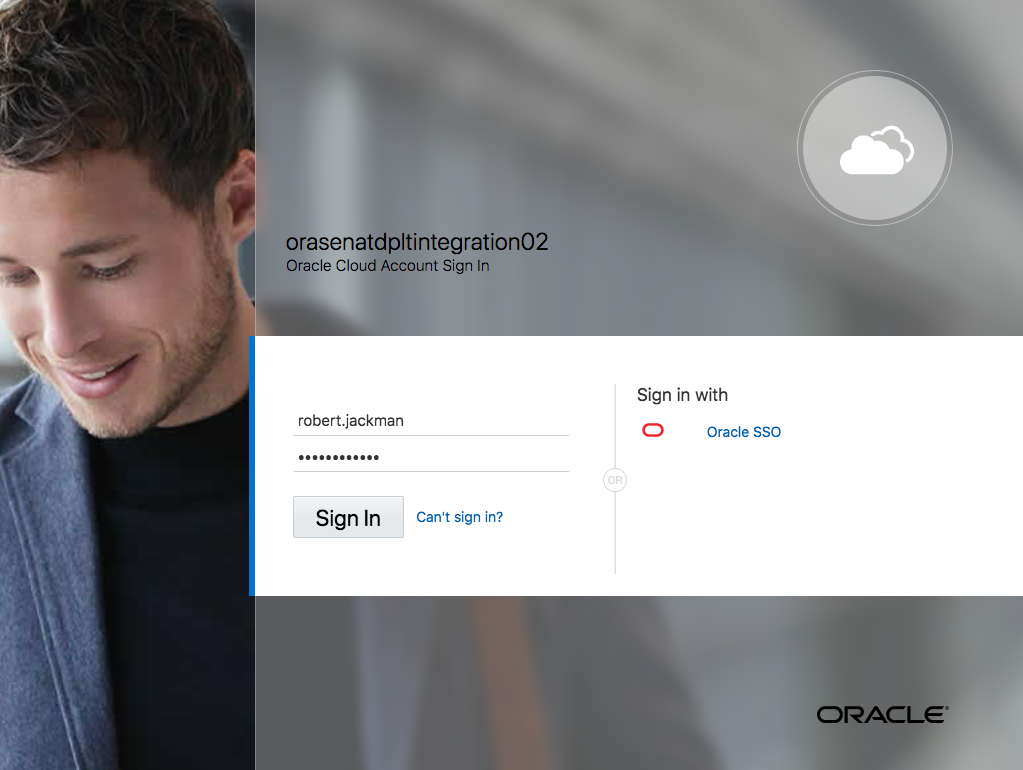 orasenatdpltintegration02
Oracle Cloud Account Sign In
robert.jackman
••••••••••••
Sign In
Can't sign in?
OR
Sign in with
Oracle SSO
ORACLE®